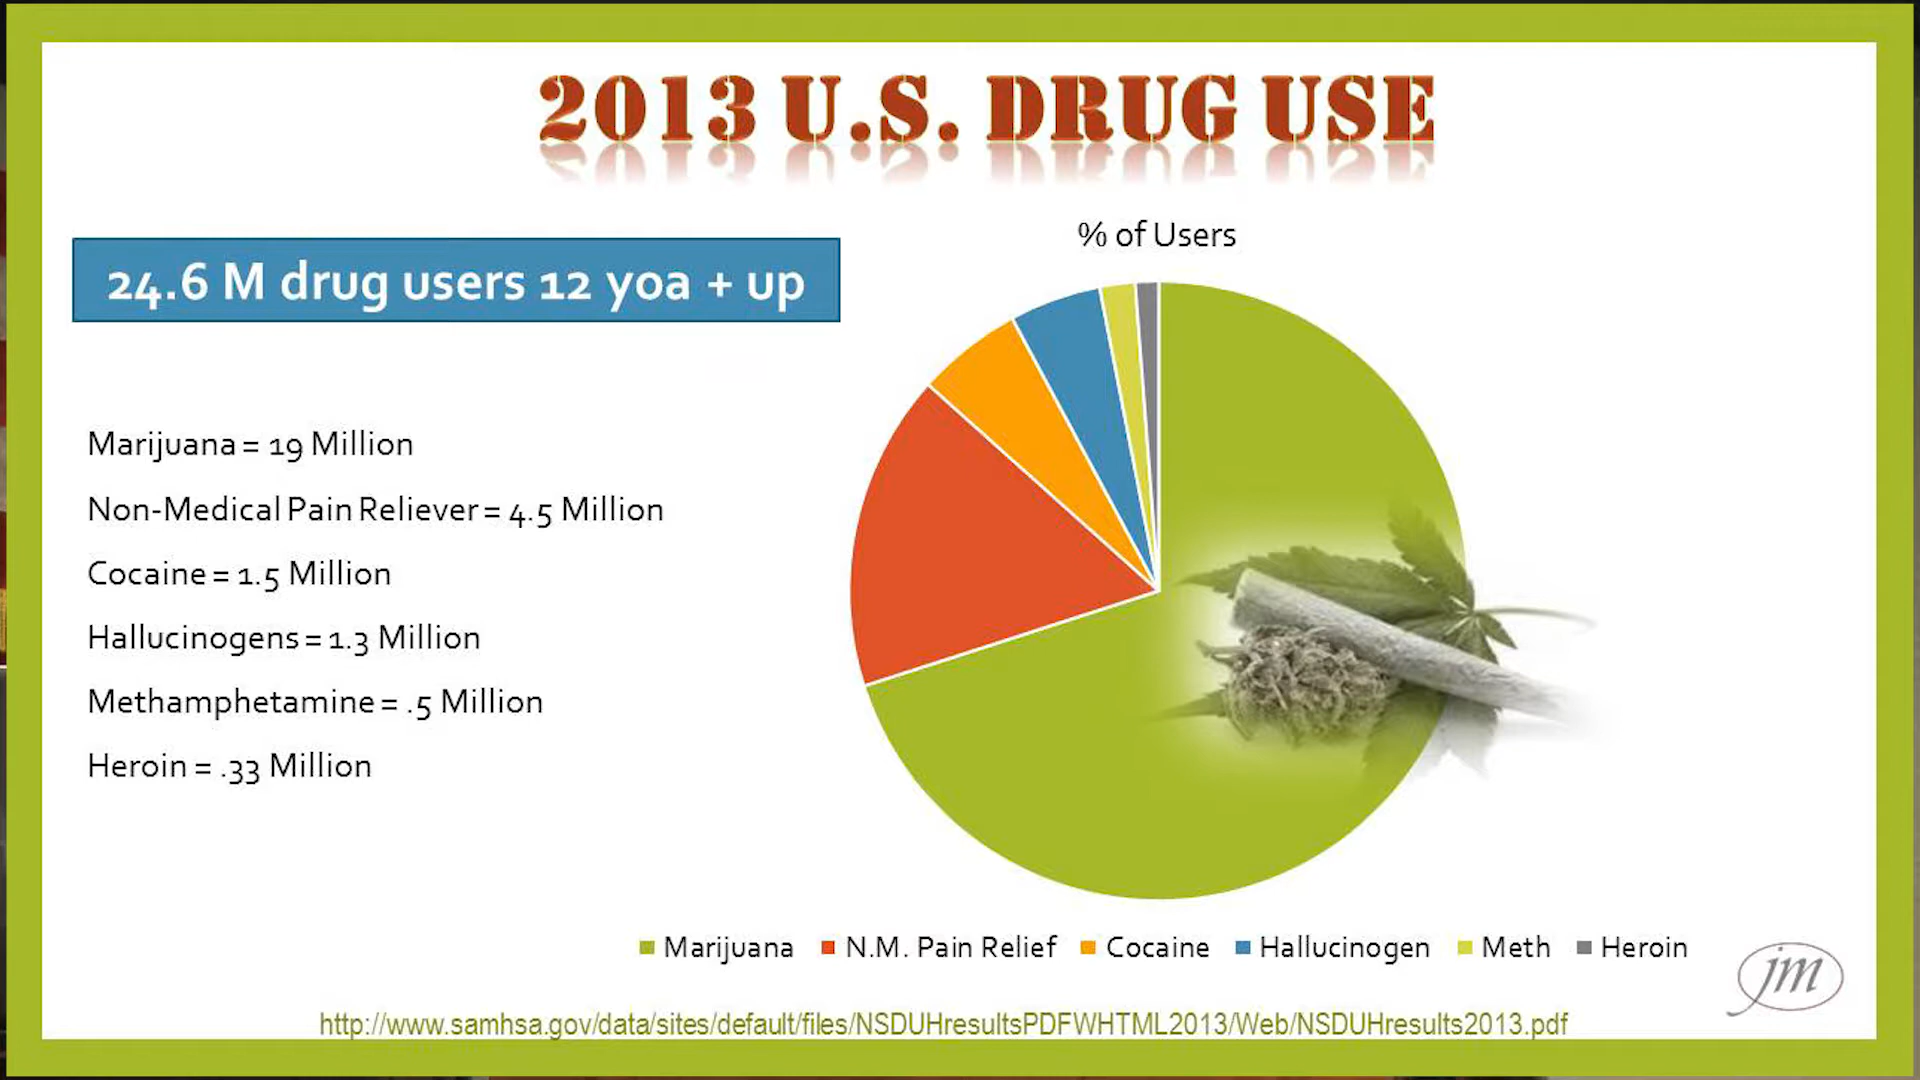 2013 U.S. DRUG USE
24.6 M drug users 12 yoa + up
% of Users
Marijuana = 19 Million
Non-Medical Pain Reliever = 4.5 Million
Cocaine = 1.5 Million
Hallucinogens = 1.3 Million
Methamphetamine = .5 Million
Heroin = .33 Million
Marijuana N.M. Pain Relief Cocaine Hallucinogen Meth Heroin
jm
http://www.samhsa.gov/data/sites/default/files/NSDUHresultsPDFWHTML2013/Web/NSDUHresults2013.pdf